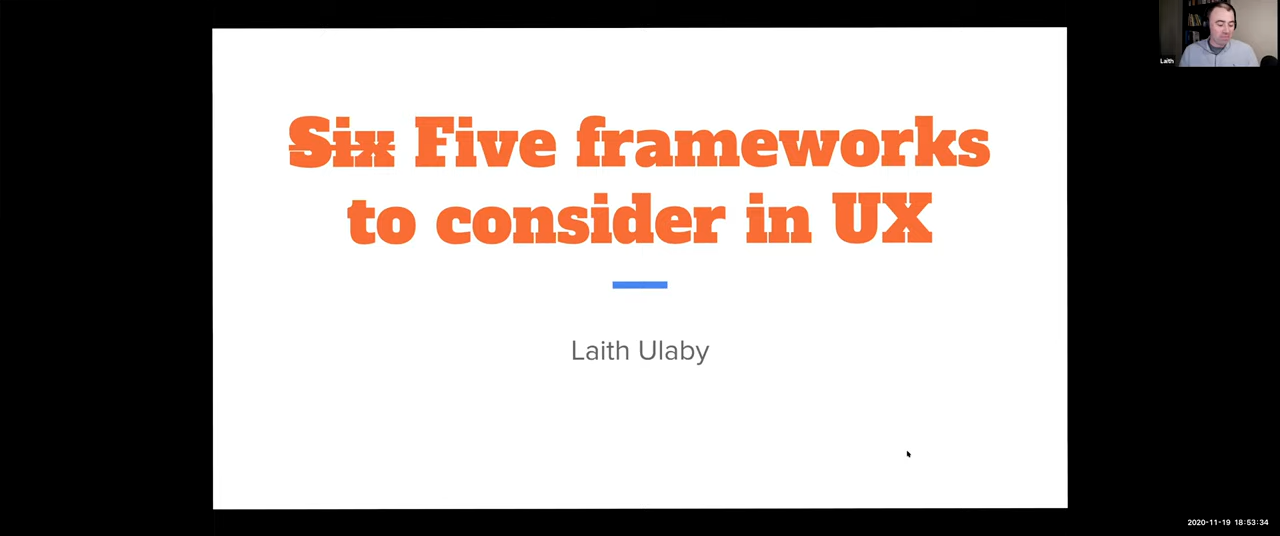 Six Five frameworks
to consider in UX
Laith Ulaby
Laith
2020-11-19 18:53:34